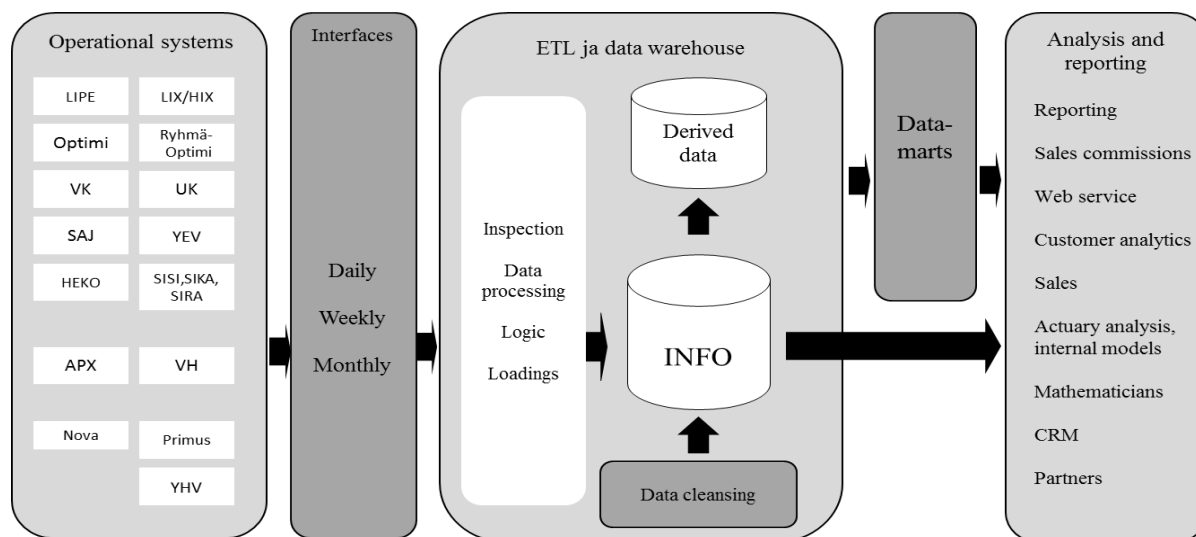 Operational systems
LIPE
LIX/HIX
Optimi
Ryhmä-
Optimi
VK
UK
SAJ
YEV
HEKO
SISI,SIKA,
SIRA
APX
VH
Nova
Primus
YHV
Interfaces
Daily
Weekly
Monthly
ETL ja data warehouse
Inspection
Data
processing
Logic
Loadings
Derived
data
INFO
Data cleansing
Data-
marts
Analysis and
reporting
Reporting
Sales commissions
Web service
Customer analytics
Sales
Actuary analysis,
internal models
Mathematicians
CRM
Partners